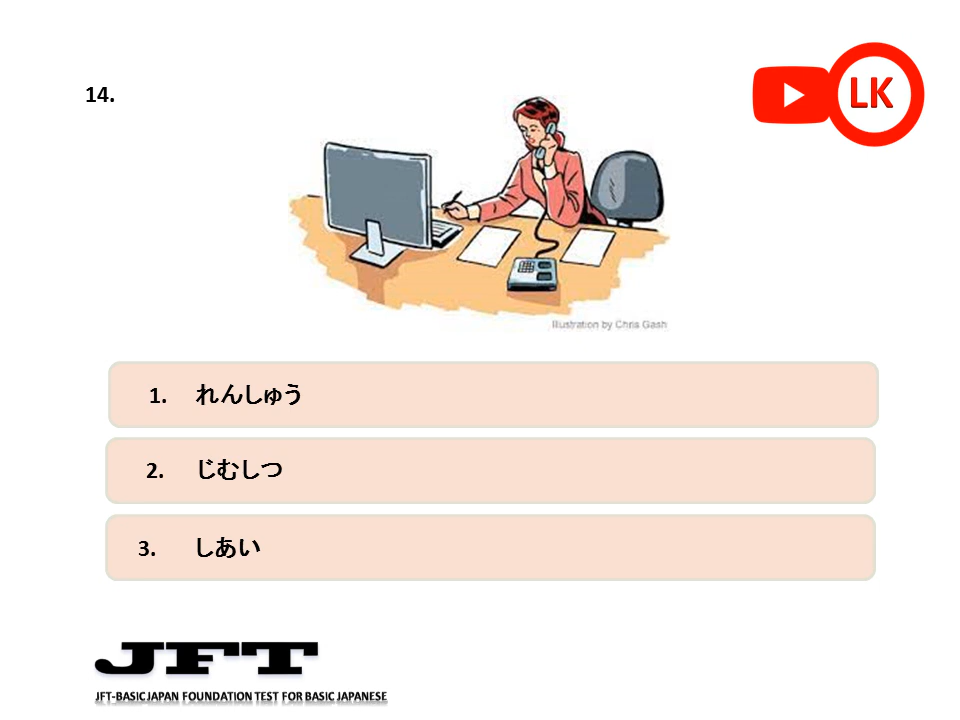 14.
LK
Illustration by Chris Gash
1. れんしゅう
2. じむしつ
3. しあい
JFT
JFT-BASIC JAPAN FOUNDATION TEST FOR BASIC JAPANESE